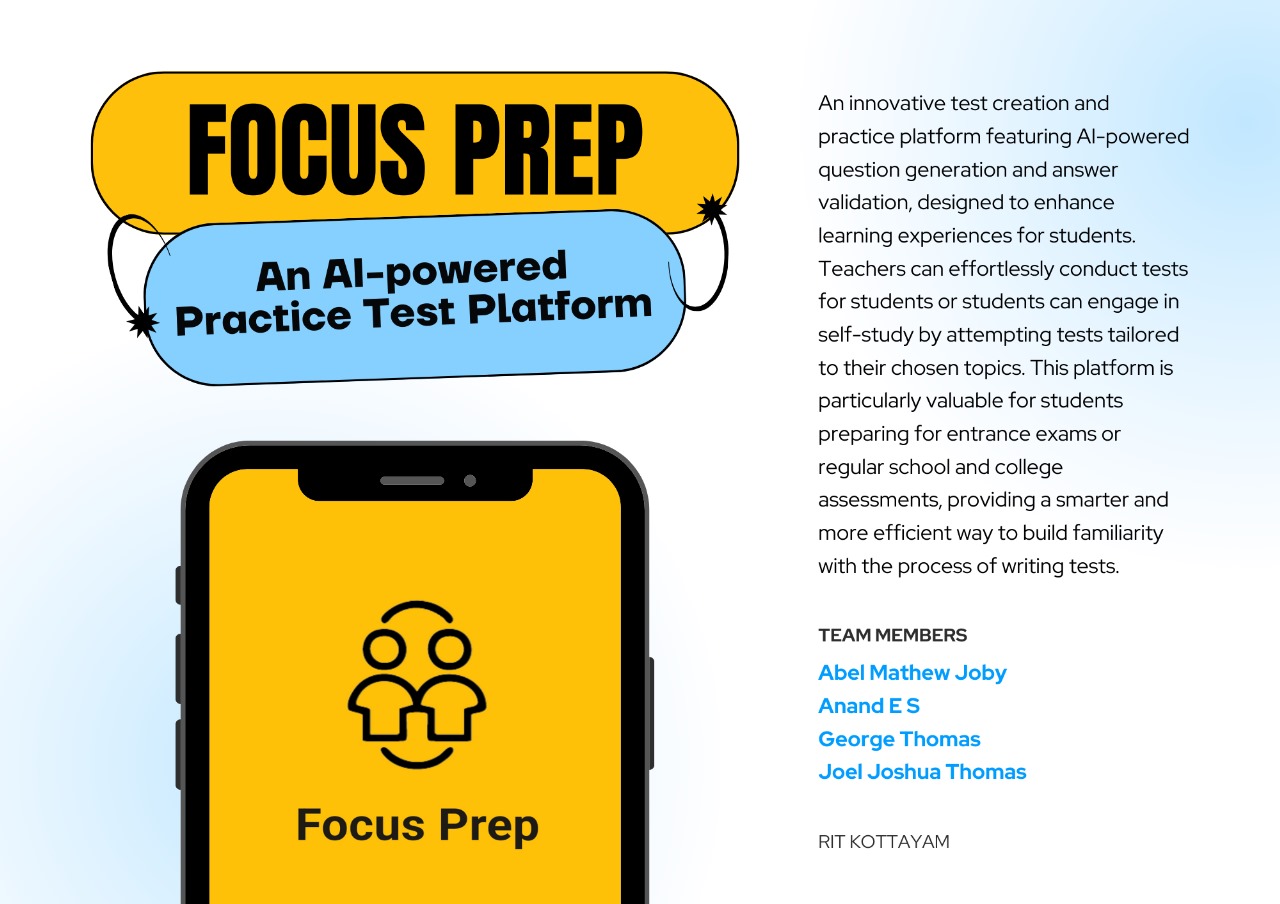 FOCUS PREP
An AI-powered
Practice Test Platform
Focus Prep
An innovative test creation and
practice platform featuring AI-powered
question generation and answer
validation, designed to enhance
learning experiences for students.
Teachers can effortlessly conduct tests
for students or students can engage in
self-study by attempting tests tailored
to their chosen topics. This platform is
particularly valuable for students
preparing for entrance exams or
regular school and college
assessments, providing a smarter and
more efficient way to build familiarity
with the process of writing tests.
TEAM MEMBERS
Abel Mathew Joby
Anand E S
George Thomas
Joel Joshua Thomas
RIT KOTTAYAM